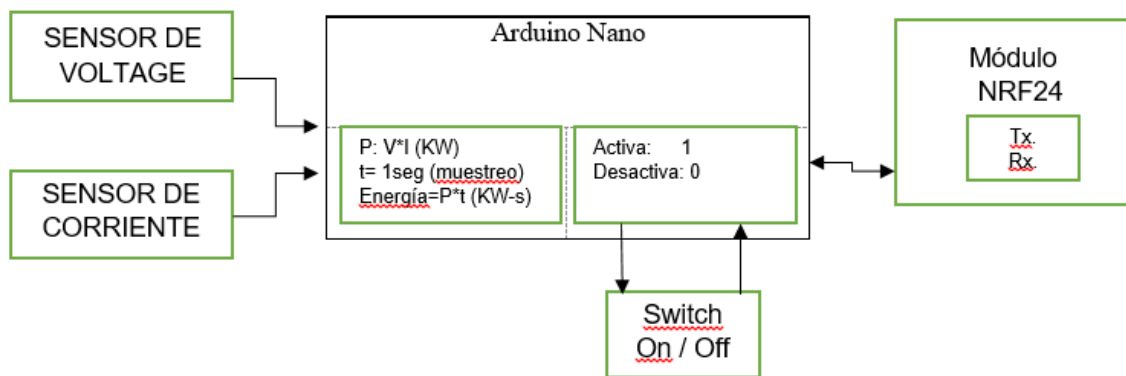 SENSOR DE
VOLTAGE
SENSOR DE
CORRIENTE
Arduino Nano
P: V*I (KW)
t= 1seg (muestreo)
Energía=P*t (KW-s)
Activa: 1
Desactiva: 0
Switch
On / Off
Módulo
NRF24
Tx.
Rx.